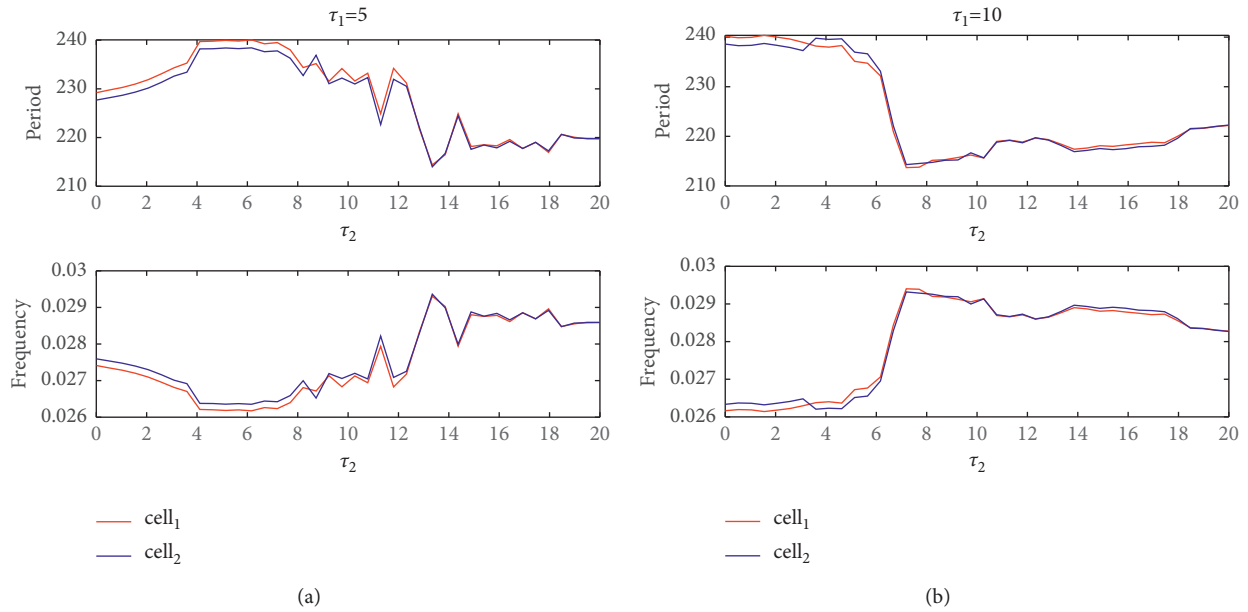 τ₁=5
240
230
220
210
Period
0 2 4 6 8 10 12 14 16 18 20
τ₂
0.03
0.029
0.028
0.027
0.026
Frequency
0 2 4 6 8 10 12 14 16 18 20
τ₂
cell₁
cell₂
(a)
τ₁=10
240
230
220
210
Period
0 2 4 6 8 10 12 14 16 18 20
τ₂
0.03
0.029
0.028
0.027
0.026
Frequency
0 2 4 6 8 10 12 14 16 18 20
τ₂
cell₁
cell₂
(b)